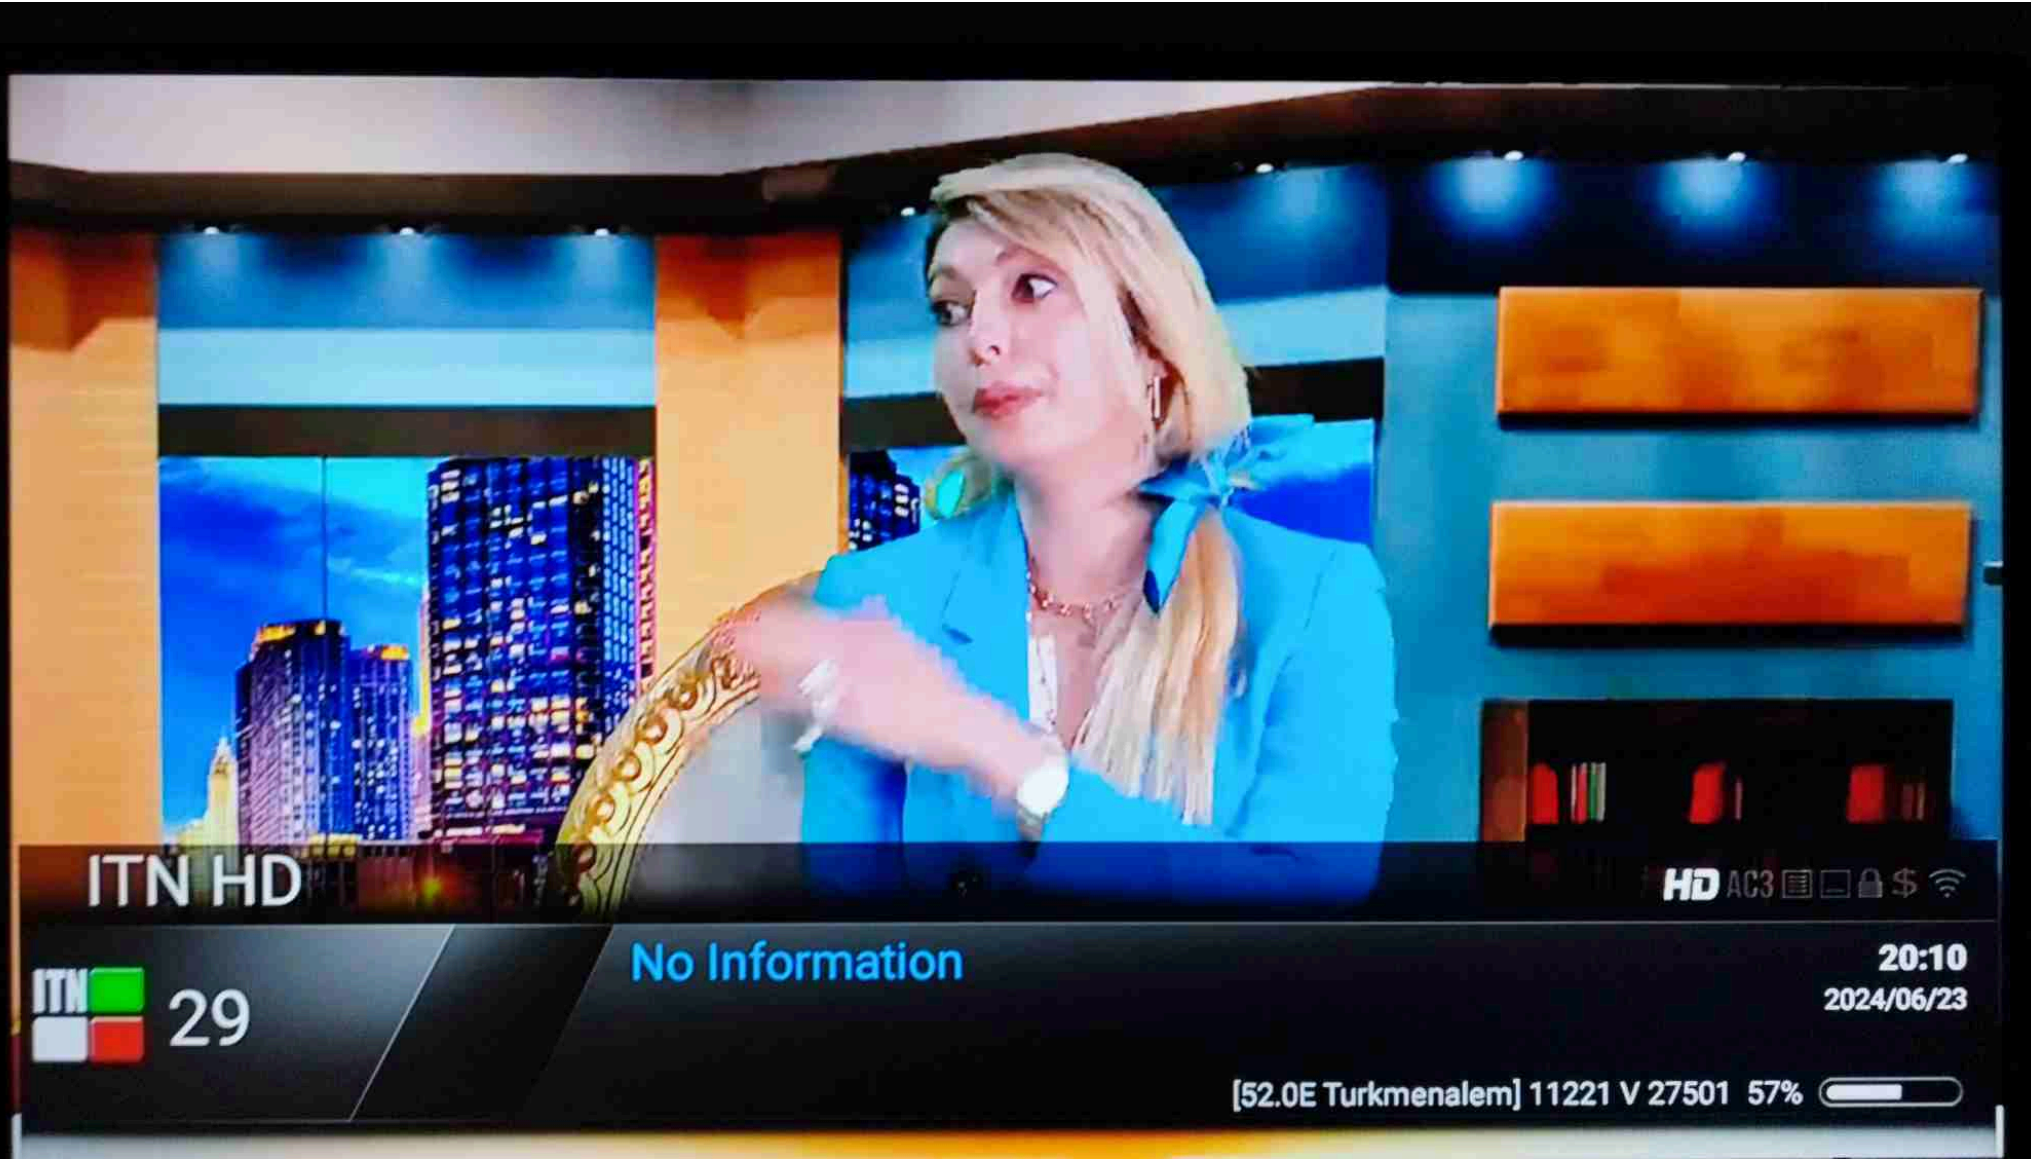 ITN HD
HD AC3 $
ITN
29
No Information
20:10
2024/06/23
[52.0E Turkmenalem] 11221 V 27501 57%